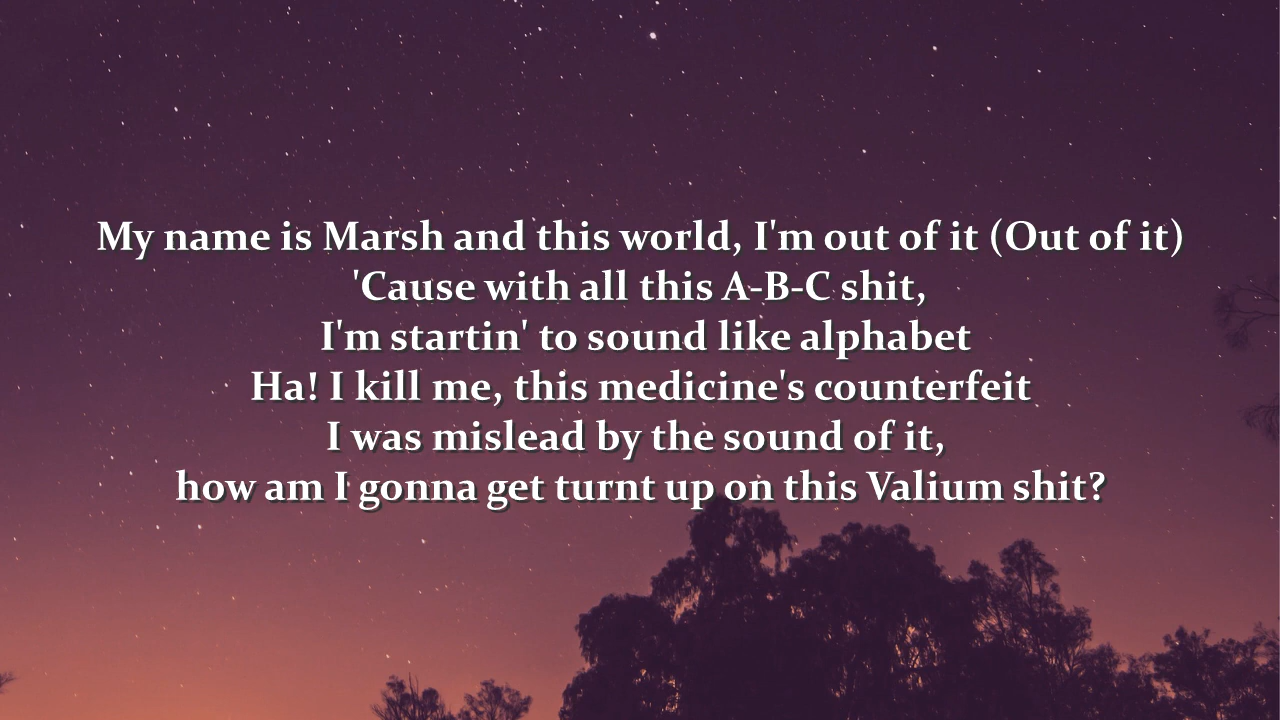 My name is Marsh and this world, I'm out of it (Out of it)
'Cause with all this A-B-C shit,
I'm startin' to sound like alphabet
Ha! I kill me, this medicine's counterfeit
I was mislead by the sound of it,
how am I gonna get turnt up on this Valium shit?